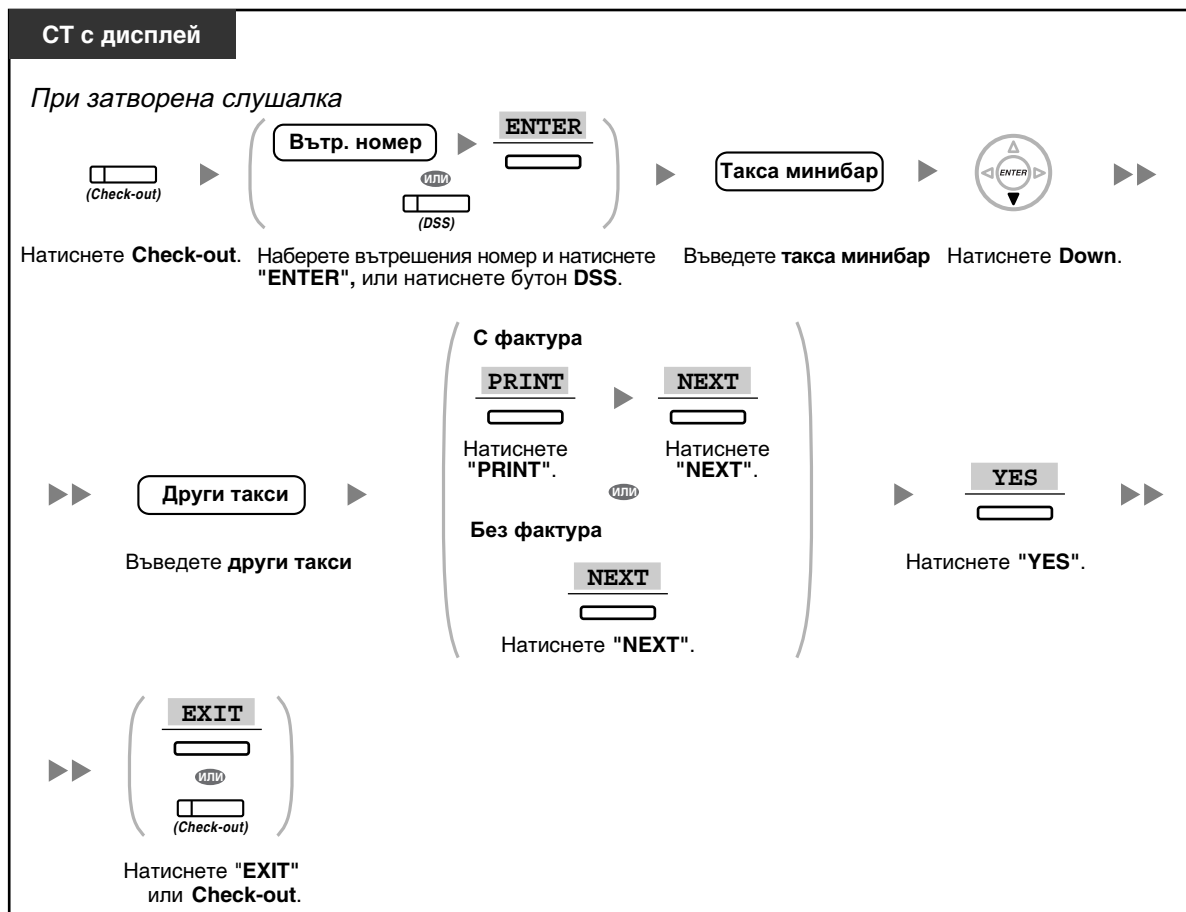 СТ с дисплей
При затворена слушалка
(Check-out)
Вътр. номер
ENTER
или
(DSS)
Такса минибар
ENTER
Натиснете Check-out.
Наберете вътрешения номер и натиснете
"ENTER", или натиснете бутон DSS.
Въведете такса минибар
Натиснете Down.
Други такси
Въведете други такси
С фактура
PRINT
NEXT
Натиснете
"PRINT".
Натиснете
"NEXT".
или
Без фактура
NEXT
Натиснете "NEXT".
YES
Натиснете "YES".
EXIT
или
(Check-out)
Натиснете "EXIT"
или Check-out.